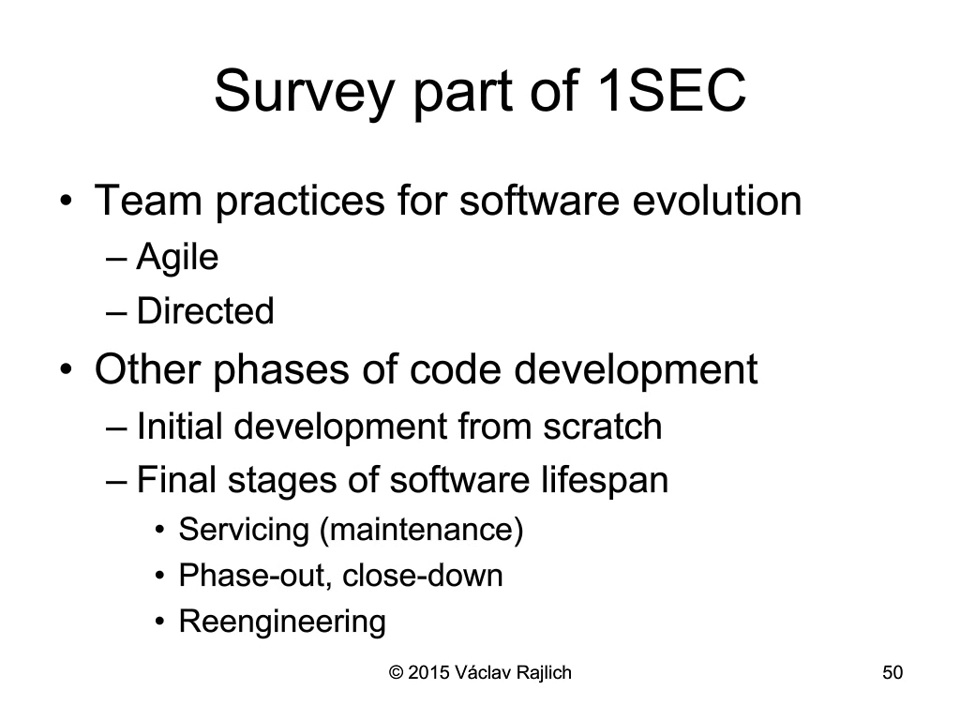 Survey part of 1SEC
• Team practices for software evolution
– Agile
– Directed
• Other phases of code development
– Initial development from scratch
– Final stages of software lifespan
• Servicing (maintenance)
• Phase-out, close-down
• Reengineering
© 2015 Václav Rajlich 50